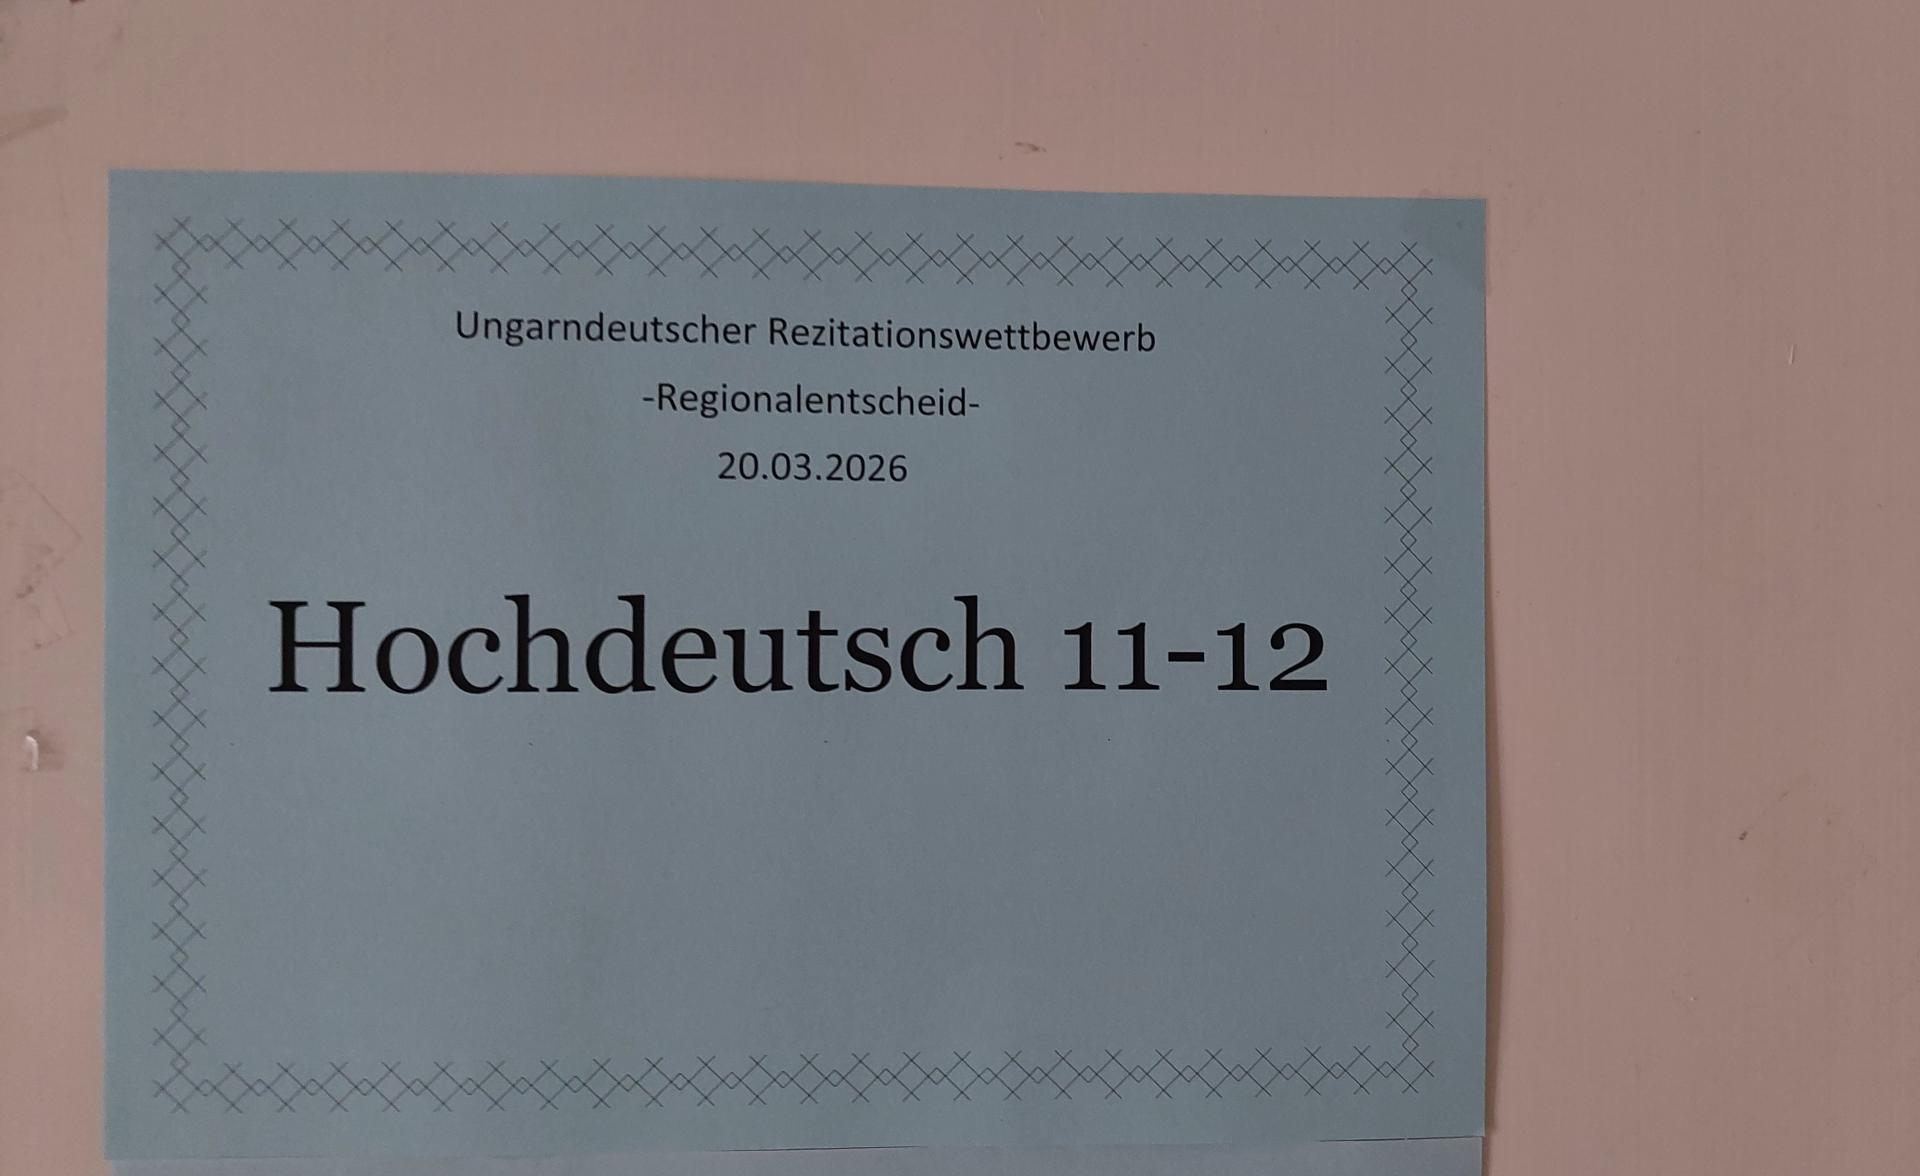 Ungarndeutscher Rezitationswettbewerb
-Regionalentscheid-
20.03.2026
Hochdeutsch 11-12